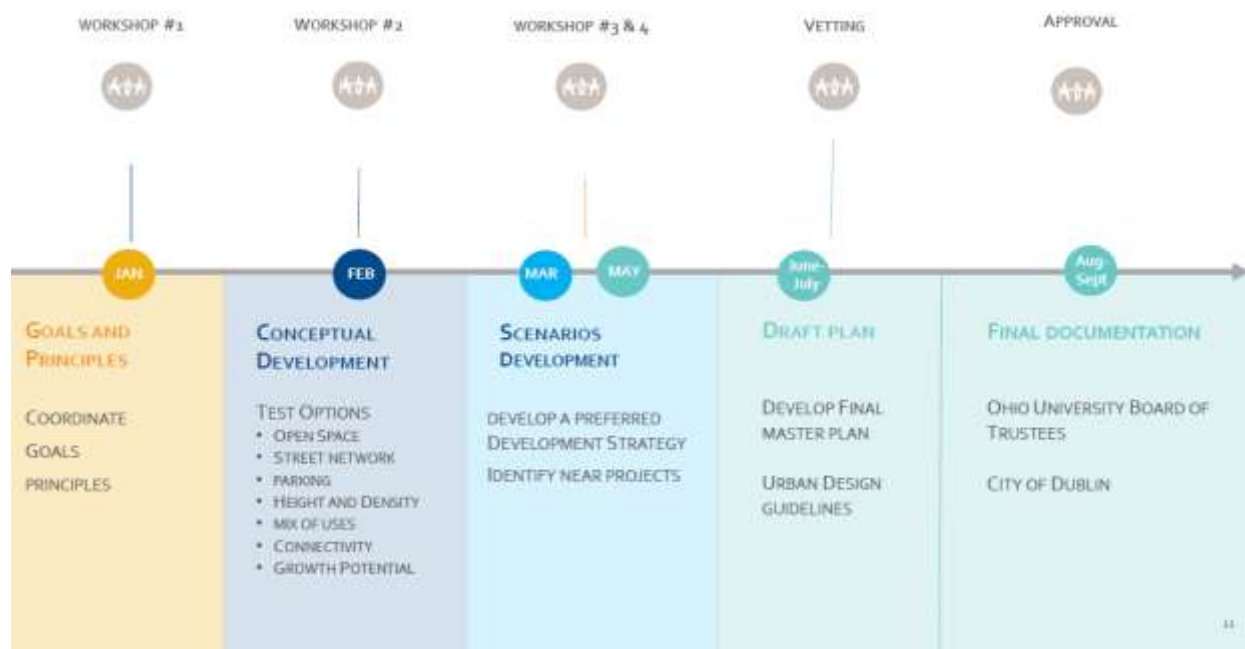 WORKSHOP #1
WORKSHOP #2
WORKSHOP #3 & 4
VETTING
APPROVAL
JAN
FEB
MAR
MAY
June-
July
Aug-
Sept
GOALS AND
PRINCIPLES
COORDINATE
GOALS
PRINCIPLES
CONCEPTUAL
DEVELOPMENT
TEST OPTIONS
• OPEN SPACE
• STREET NETWORK
• PARKING
• HEIGHT AND DENSITY
• MIX OF USES
• CONNECTIVITY
• GROWTH POTENTIAL
SCENARIOS
DEVELOPMENT
DEVELOP A PREFERRED
DEVELOPMENT STRATEGY
IDENTIFY NEAR PROJECTS
DRAFT PLAN
DEVELOP FINAL
MASTER PLAN
URBAN DESIGN
GUIDELINES
FINAL DOCUMENTATION
OHIO UNIVERSITY BOARD OF
TRUSTEES
CITY OF DUBLIN
11